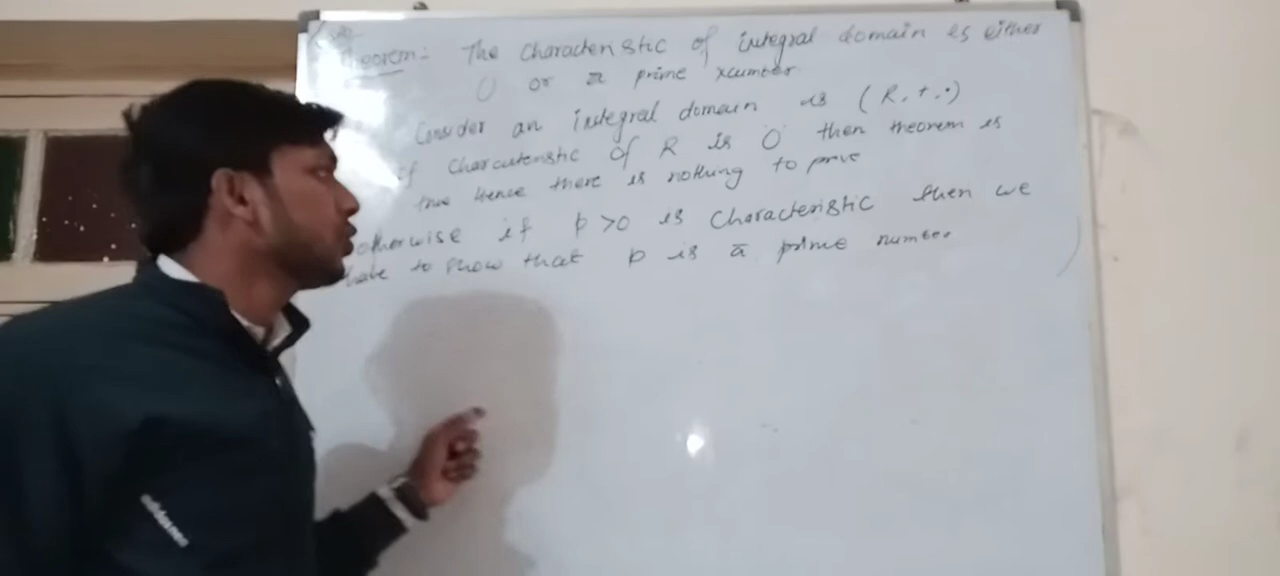 Theorem:- The Characteristic of integral domain is either
0 or a prime number
Consider an integral domain is (R,+,.)
if Characteristic of R is 0 then theorem is
true Hence there is nothing to prove
otherwise if p>0 is Characteristic then we
have to show that p is a prime number